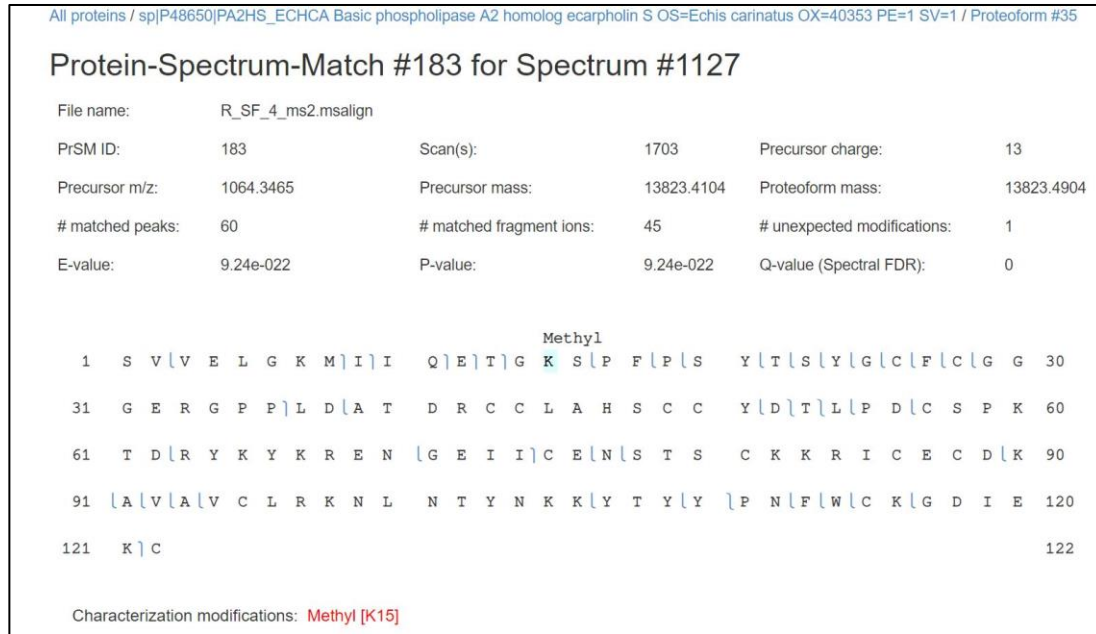 All proteins / sp|P48650|PA2HS_ECHCA Basic phospholipase A2 homolog ecarpholin S OS=Echis carinatus OX=40353 PE=1 SV=1 / Proteoform #35
Protein-Spectrum-Match #183 for Spectrum #1127
File name: R_SF_4_ms2.msalign
PrSM ID: 183 Scan(s): 1703 Precursor charge: 13
Precursor m/z: 1064.3465 Precursor mass: 13823.4104 Proteoform mass: 13823.4904
# matched peaks: 60 # matched fragment ions: 45 # unexpected modifications: 1
E-value: 9.24e-022 P-value: 9.24e-022 Q-value (Spectral FDR): 0
Methyl
1 S V V E L G K M I I Q E T G K S P F P S Y T S Y G C F C G G 30
31 G E R G P P L D A T D R C C L A H S C C Y D T L P D C S P K 60
61 T D R Y K Y K R E N G E I I C E N S T S C K K R I C E C D K 90
91 A V A V C L R K N L N T Y N K K Y T Y Y P N F W C K G D I E 120
121 K C 122
Characterization modifications: Methyl [K15]